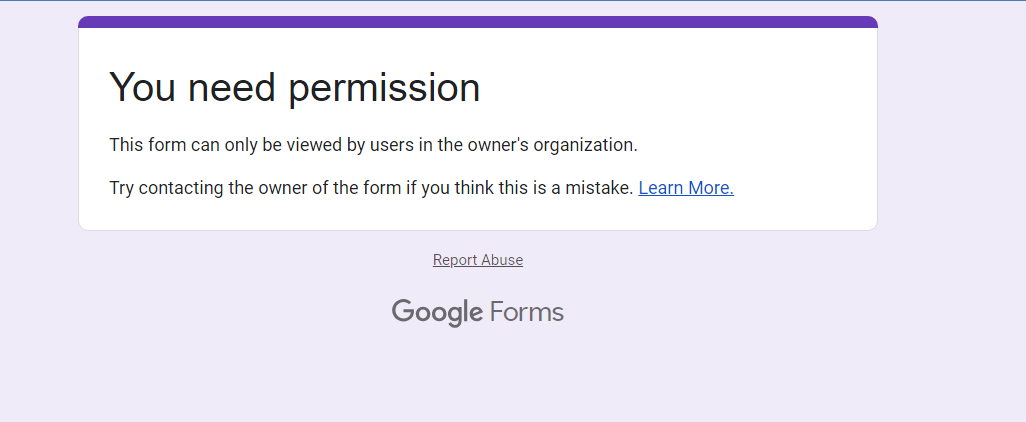 You need permission
This form can only be viewed by users in the owner's organization.
Try contacting the owner of the form if you think this is a mistake. Learn More.
Report Abuse
Google Forms